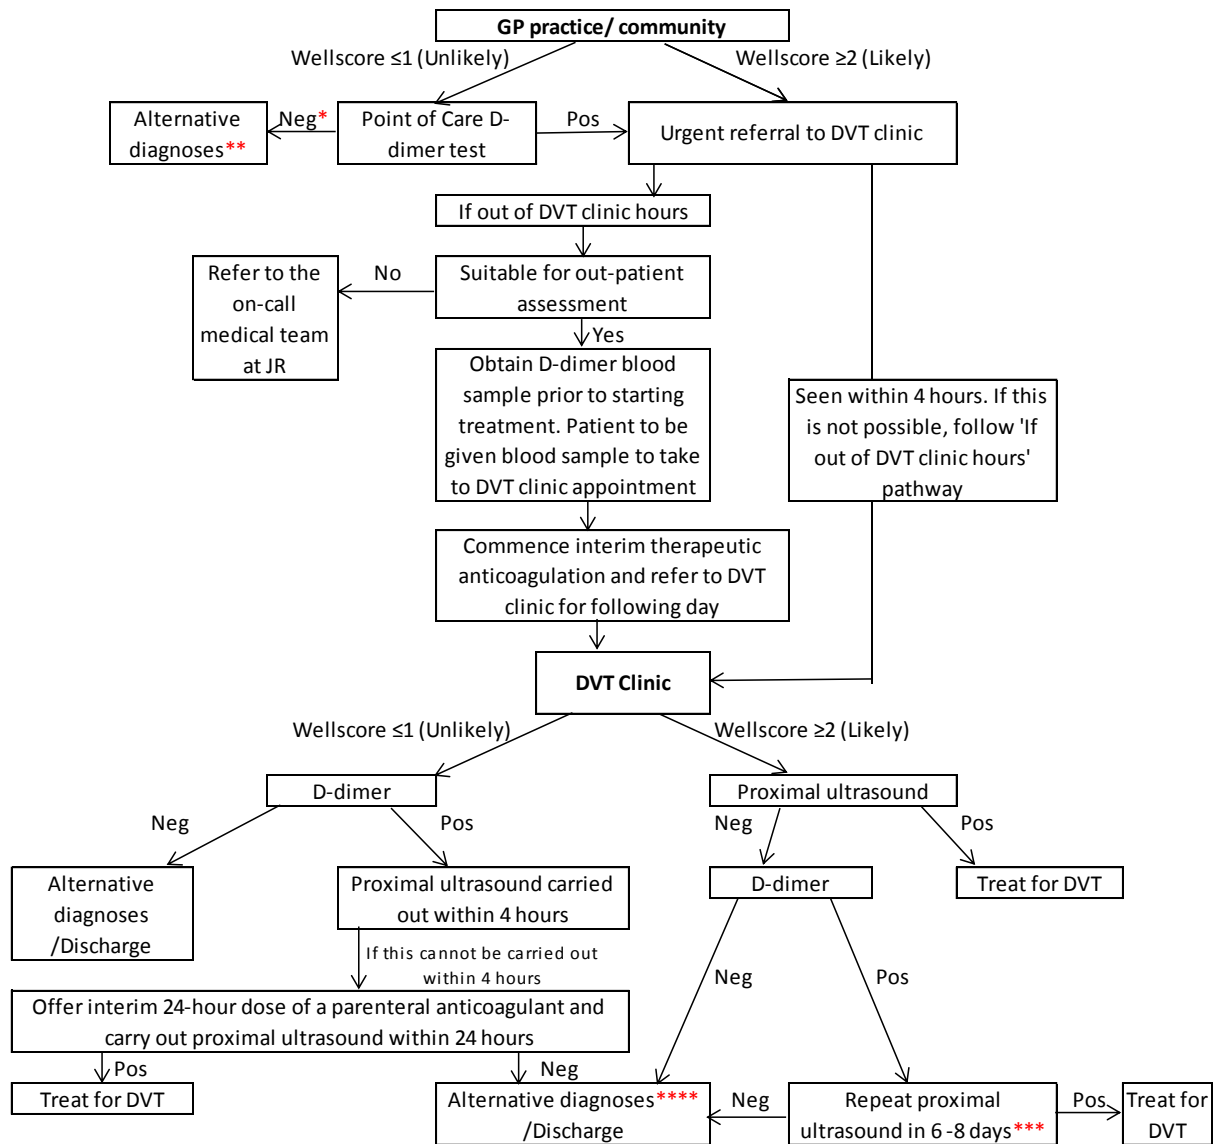 GP practice/ community
Wellscore ≤1 (Unlikely)
Wellscore ≥2 (Likely)
Alternative
diagnoses**
Neg*
Point of Care D-
dimer test
Pos
Urgent referral to DVT clinic
If out of DVT clinic hours
Refer to the
on-call
medical team
at JR
No
Suitable for out-patient
assessment
Yes
Obtain D-dimer blood
sample prior to starting
treatment. Patient to be
given blood sample to take
to DVT clinic appointment
Seen within 4 hours. If this
is not possible, follow 'If
out of DVT clinic hours'
pathway
Commence interim therapeutic
anticoagulation and refer to DVT
clinic for following day
DVT Clinic
Wellscore ≤1 (Unlikely)
Wellscore ≥2 (Likely)
D-dimer
Proximal ultrasound
Neg
Pos
Neg
Pos
Alternative
diagnoses
/Discharge
Proximal ultrasound carried
out within 4 hours
D-dimer
Treat for DVT
If this cannot be carried out
within 4 hours
Neg
Pos
Offer interim 24-hour dose of a parenteral anticoagulant and
carry out proximal ultrasound within 24 hours
Pos
Neg
Treat for DVT
Alternative diagnoses****
/Discharge
Neg
Repeat proximal
ultrasound in 6 -8 days***
Pos
Treat for
DVT